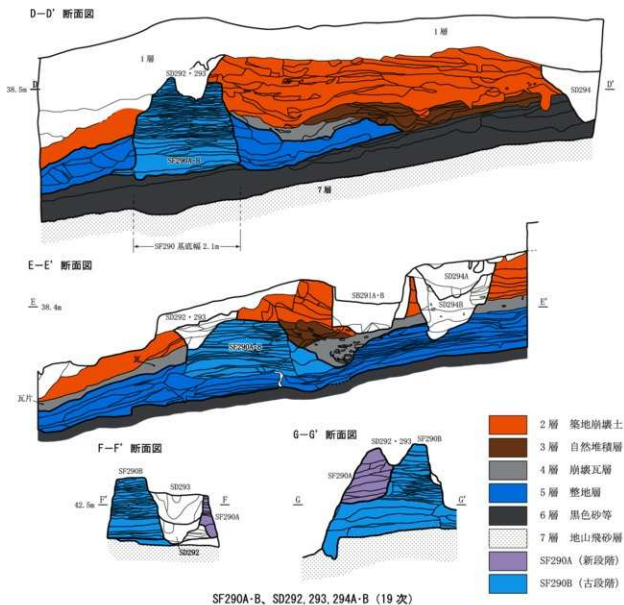 D－D’ 断面図
1層
1層
SD292・293
38.5m
D
D’
SD294
SF290A・B
7層
SF290 基底幅 2.1m
E－E’ 断面図
E
38.4m
SD292・293
SB291A・B
SD294A
SD294B
E’
SF290A・B
瓦
瓦片
F－F’ 断面図
SF290B
SD293
42.5m
F’
F
SF290A
SD292
G－G’ 断面図
SD292・293
SF290B
SF290A
G
G’
2層 築地崩壊土
3層 自然堆積層
4層 崩壊瓦層
5層 整地層
6層 黒色砂等
7層 地山飛砂層
SF290A（新段階）
SF290B（古段階）
SF290A・B、SD292, 293, 294A・B（19次）